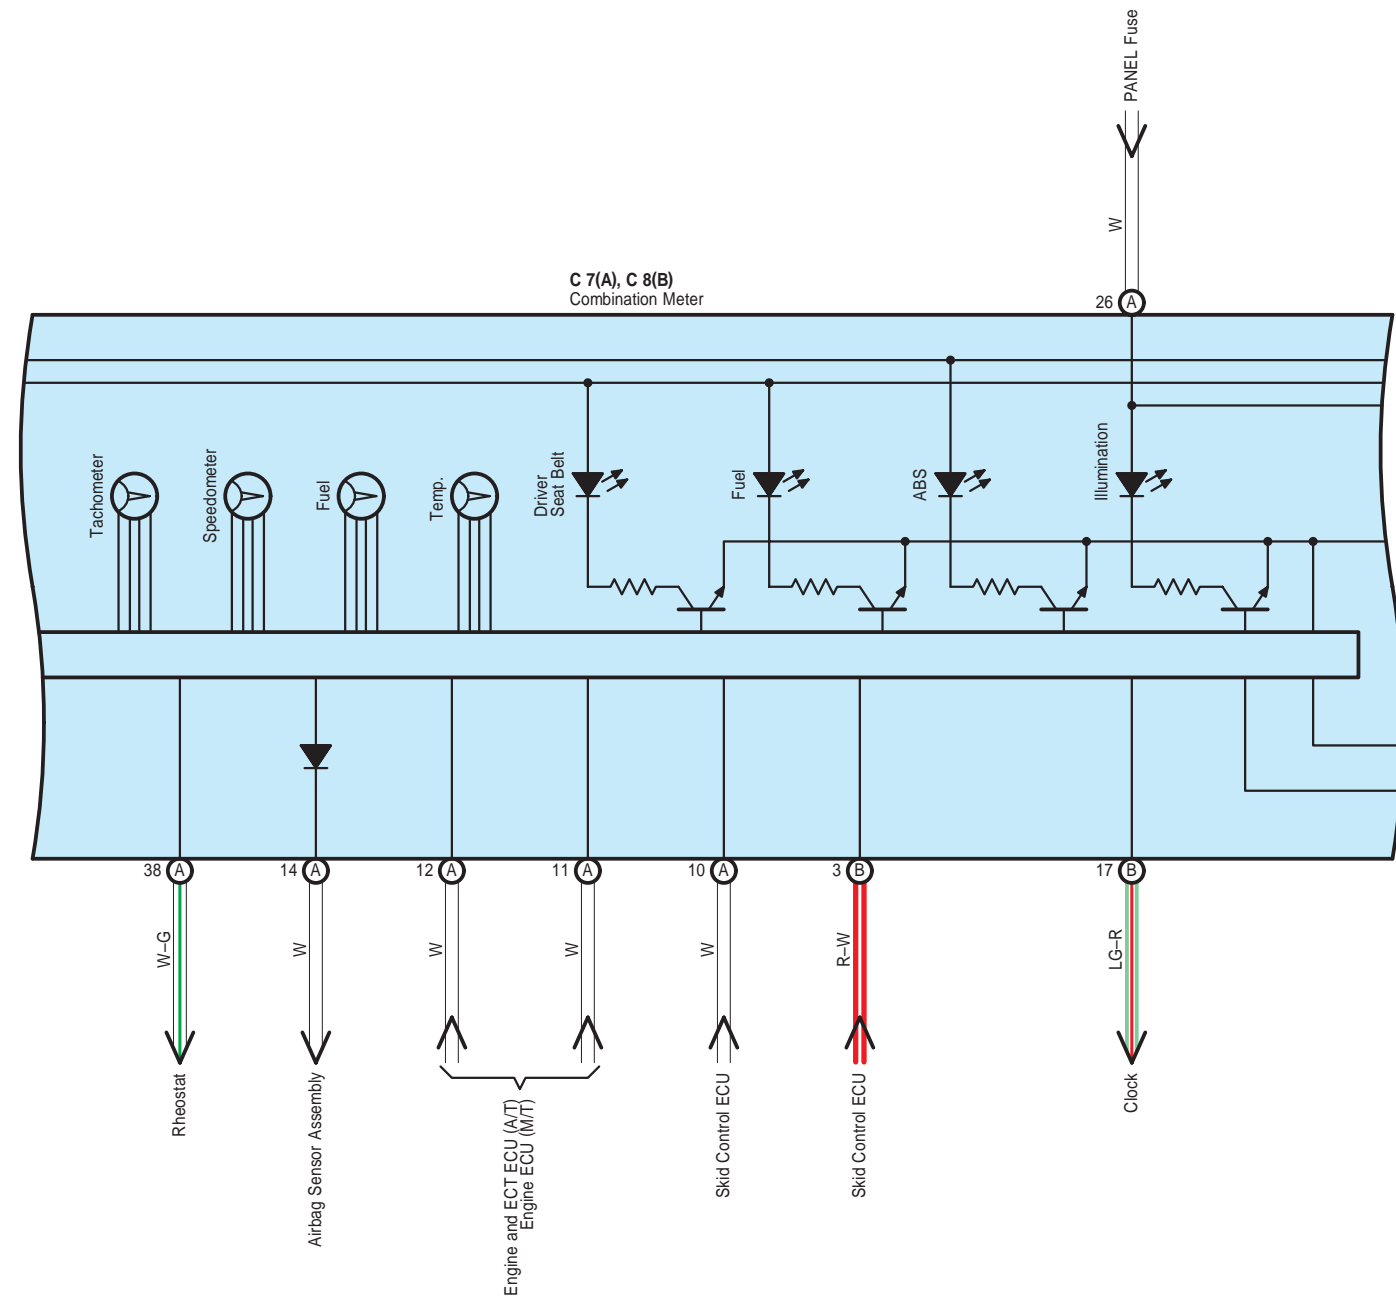 PANEL Fuse
W
C 7(A), C 8(B)
Combination Meter
26 A
Tachometer
Speedometer
Fuel
Temp.
Driver
Seat Belt
Fuel
ABS
Illumination
38 A
14 A
12 A
11 A
10 A
3 B
17 B
W–G
W
W
W
W
R–W
LG–R
Rheostat
Airbag Sensor Assembly
Engine and ECT ECU (A/T)
Engine ECU (M/T)
Skid Control ECU
Skid Control ECU
Clock